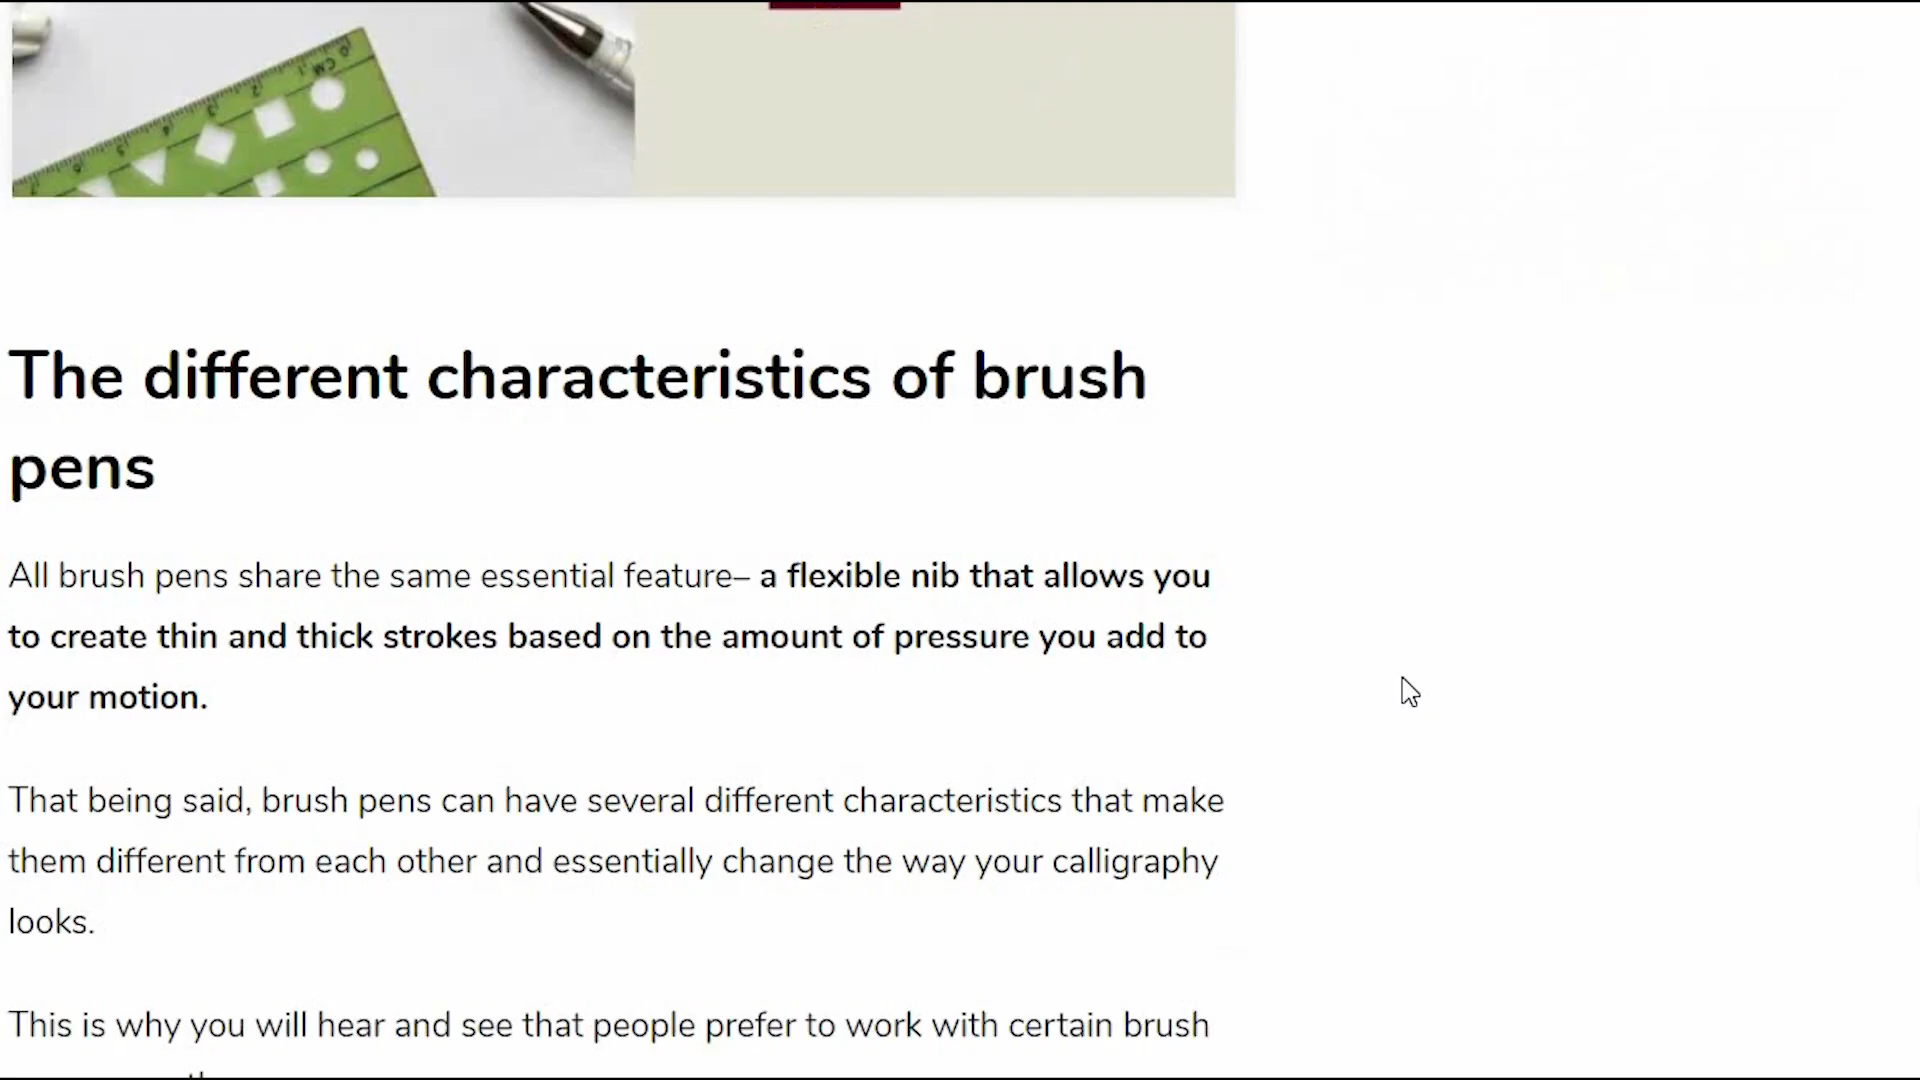 The different characteristics of brush
pens
All brush pens share the same essential feature– a flexible nib that allows you
to create thin and thick strokes based on the amount of pressure you add to
your motion.
That being said, brush pens can have several different characteristics that make
them different from each other and essentially change the way your calligraphy
looks.
This is why you will hear and see that people prefer to work with certain brush